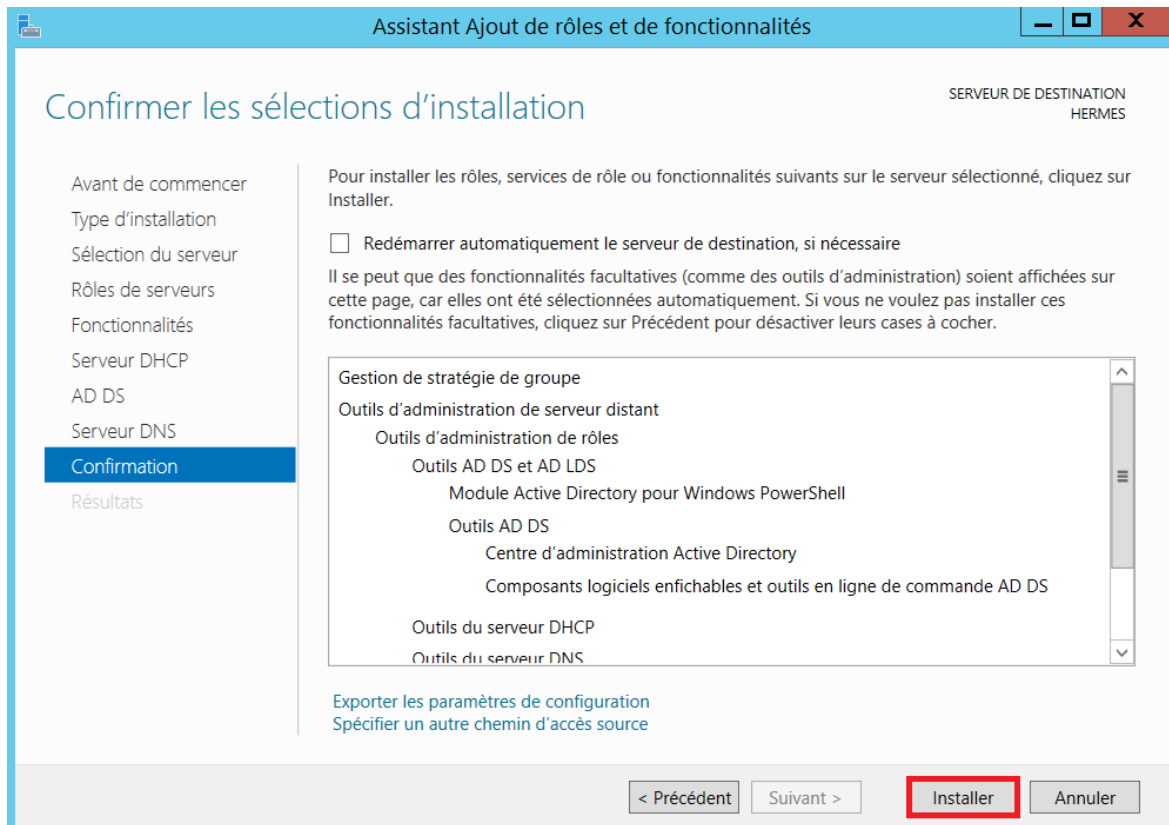 Assistant Ajout de rôles et de fonctionnalités
Confirmer les sélections d'installation
SERVEUR DE DESTINATION
HERMES
Avant de commencer
Type d'installation
Sélection du serveur
Rôles de serveurs
Fonctionnalités
Serveur DHCP
AD DS
Serveur DNS
Confirmation
Résultats
Pour installer les rôles, services de rôle ou fonctionnalités suivants sur le serveur sélectionné, cliquez sur
Installer.
Redémarrer automatiquement le serveur de destination, si nécessaire
Il se peut que des fonctionnalités facultatives (comme des outils d'administration) soient affichées sur
cette page, car elles ont été sélectionnées automatiquement. Si vous ne voulez pas installer ces
fonctionnalités facultatives, cliquez sur Précédent pour désactiver leurs cases à cocher.
Gestion de stratégie de groupe
Outils d'administration de serveur distant
Outils d'administration de rôles
Outils AD DS et AD LDS
Module Active Directory pour Windows PowerShell
Outils AD DS
Centre d'administration Active Directory
Composants logiciels enfichables et outils en ligne de commande AD DS
Outils du serveur DHCP
Outils du serveur DNS
Exporter les paramètres de configuration
Spécifier un autre chemin d'accès source
< Précédent
Suivant >
Installer
Annuler